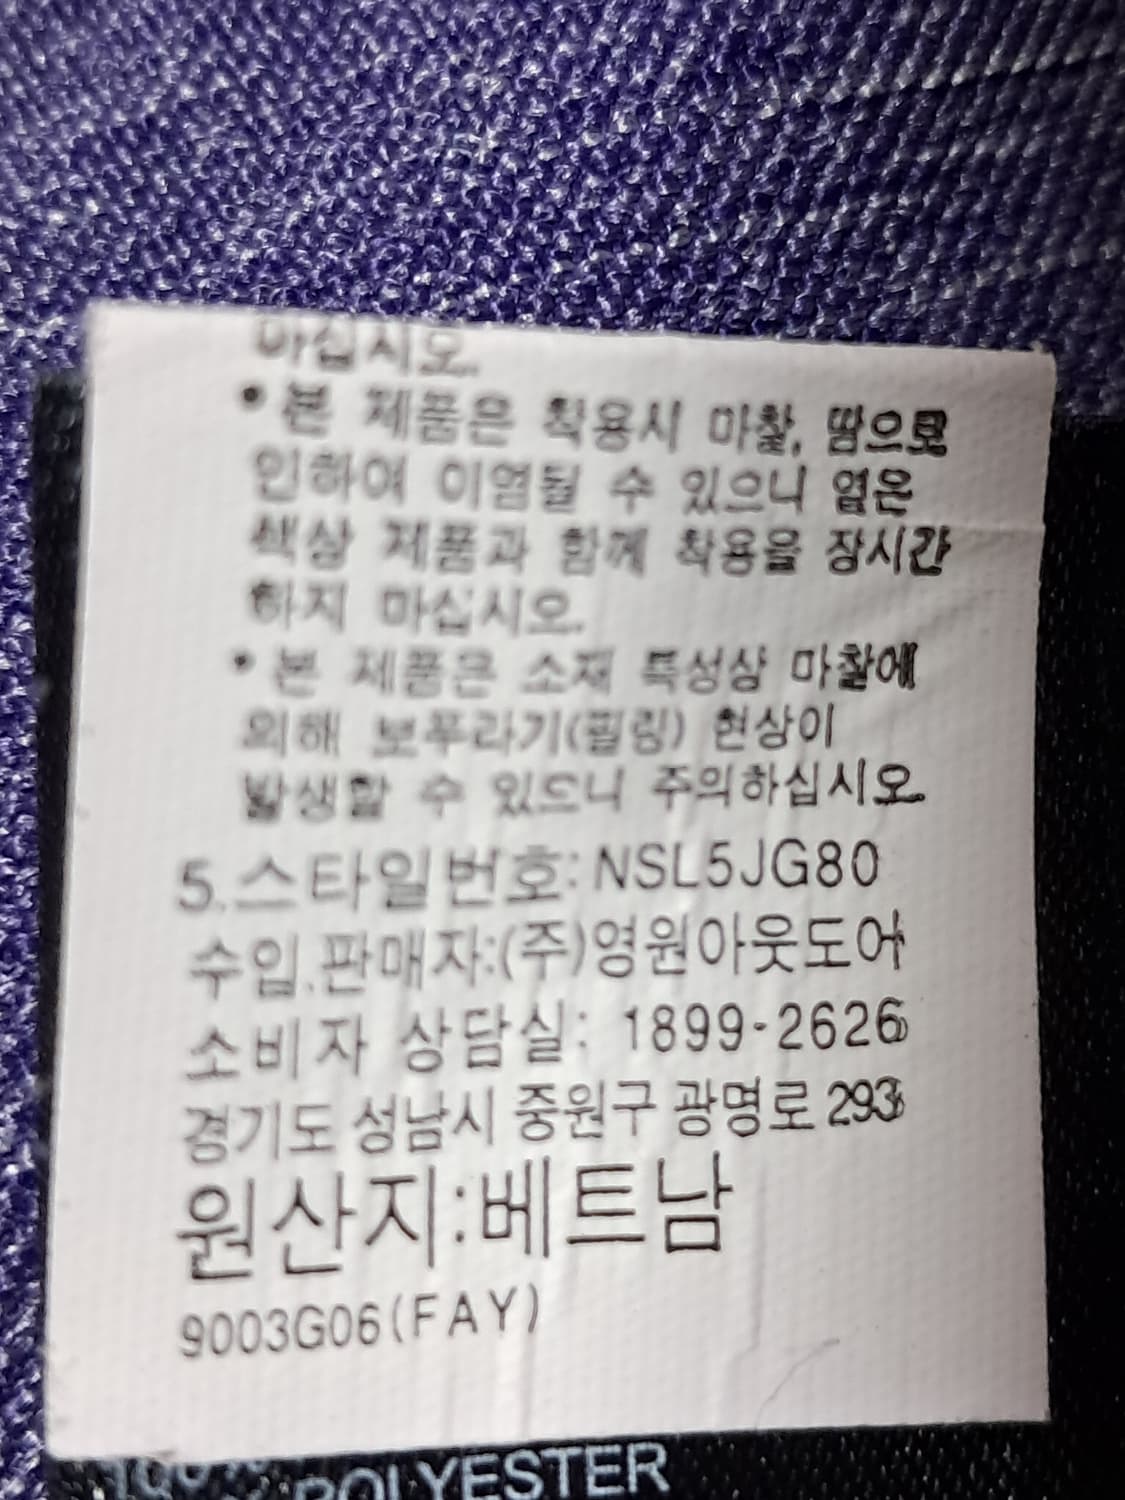 마십시오.
• 본 제품은 착용시 마찰, 땀으로
인하여 이염될 수 있으니 엷은
색상 제품과 함께 착용을 장시간
하지 마십시오.
• 본 제품은 소재 특성상 마찰에
의해 보푸라기(필링) 현상이
발생할 수 있으니 주의하십시오.
5.스타일번호:NSL5JG80
수입.판매자:(주)영원아웃도어
소비자 상담실: 1899-2626
경기도 성남시 중원구 광명로 293
원산지:베트남
9003G06(FAY)
100%
POLYESTER